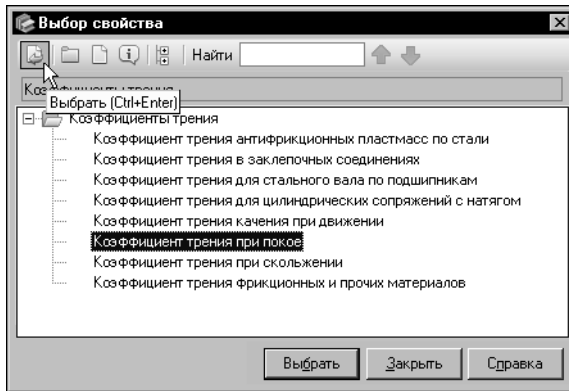 Выбор свойства
Найти
Коэффициенты трения
Выбрать (Ctrl+Enter)
Коэффициенты трения
Коэффициент трения антифрикционных пластмасс по стали
Коэффициент трения в заклепочных соединениях
Коэффициент трения для стального вала по подшипникам
Коэффициент трения для цилиндрических сопряжений с натягом
Коэффициент трения качения при движении
Коэффициент трения при покое
Коэффициент трения при скольжении
Коэффициент трения фрикционных и прочих материалов
Выбрать Закрыть Справка